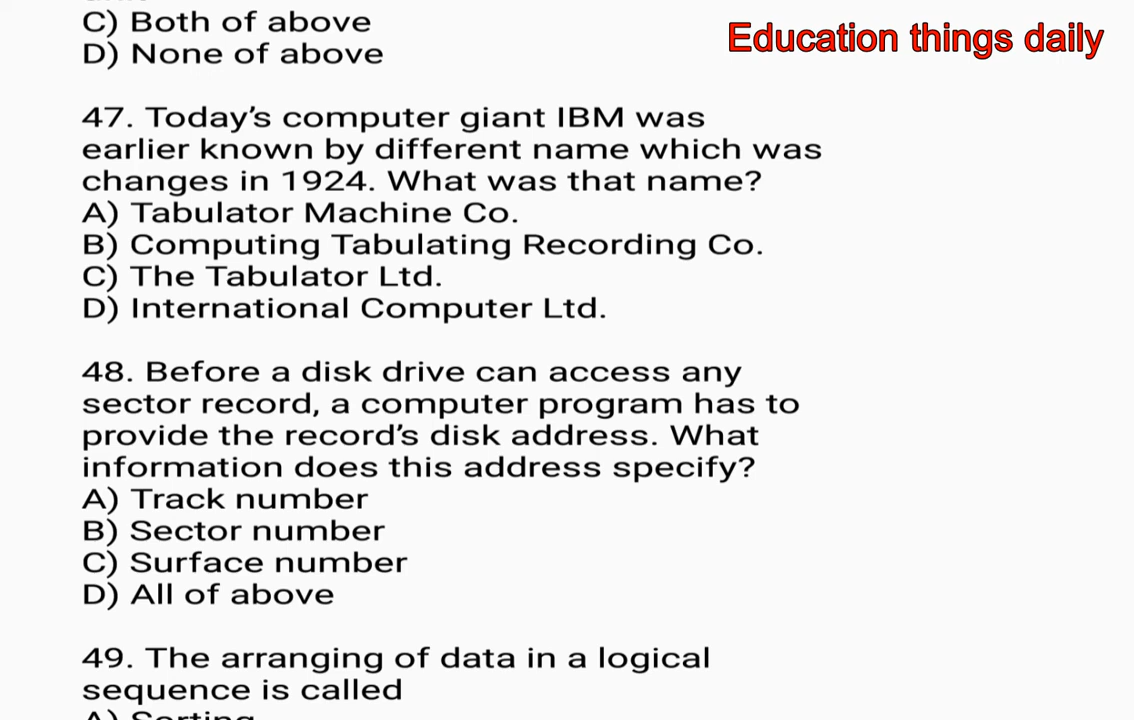 C) Both of above
D) None of above
Education things daily
47. Today's computer giant IBM was
earlier known by different name which was
changes in 1924. What was that name?
A) Tabulator Machine Co.
B) Computing Tabulating Recording Co.
C) The Tabulator Ltd.
D) International Computer Ltd.
48. Before a disk drive can access any
sector record, a computer program has to
provide the record's disk address. What
information does this address specify?
A) Track number
B) Sector number
C) Surface number
D) All of above
49. The arranging of data in a logical
sequence is called
A) Sorting